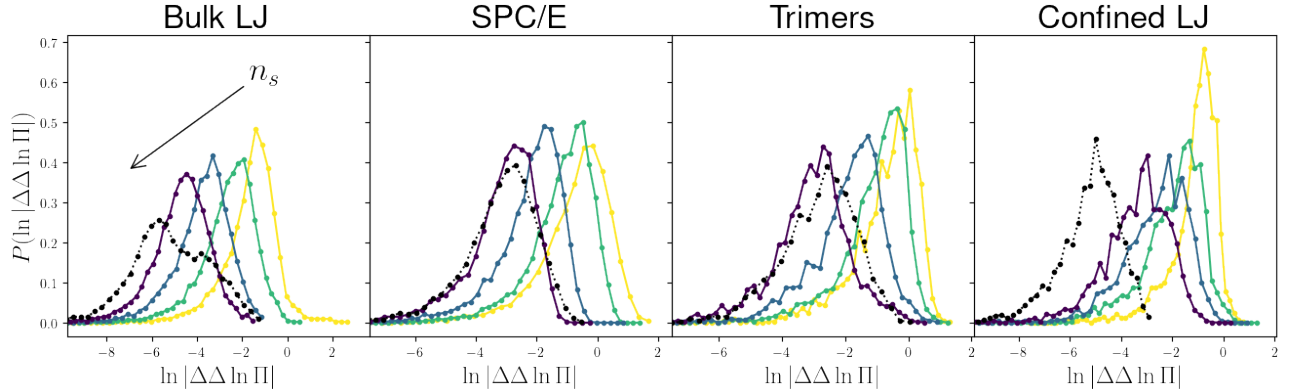 Bulk LJ SPC/E Trimers Confined LJ
0.7
0.6
0.5
0.4
0.3
0.2
0.1
0.0
P(ln |ΔΔ ln Π|)
n_s
−8 −6 −4 −2 0 −6 −4 −2 0 2 −6 −4 −2 0 2 −8 −6 −4 −2 0 2
ln |ΔΔ ln Π| ln |ΔΔ ln Π| ln |ΔΔ ln Π| ln |ΔΔ ln Π|